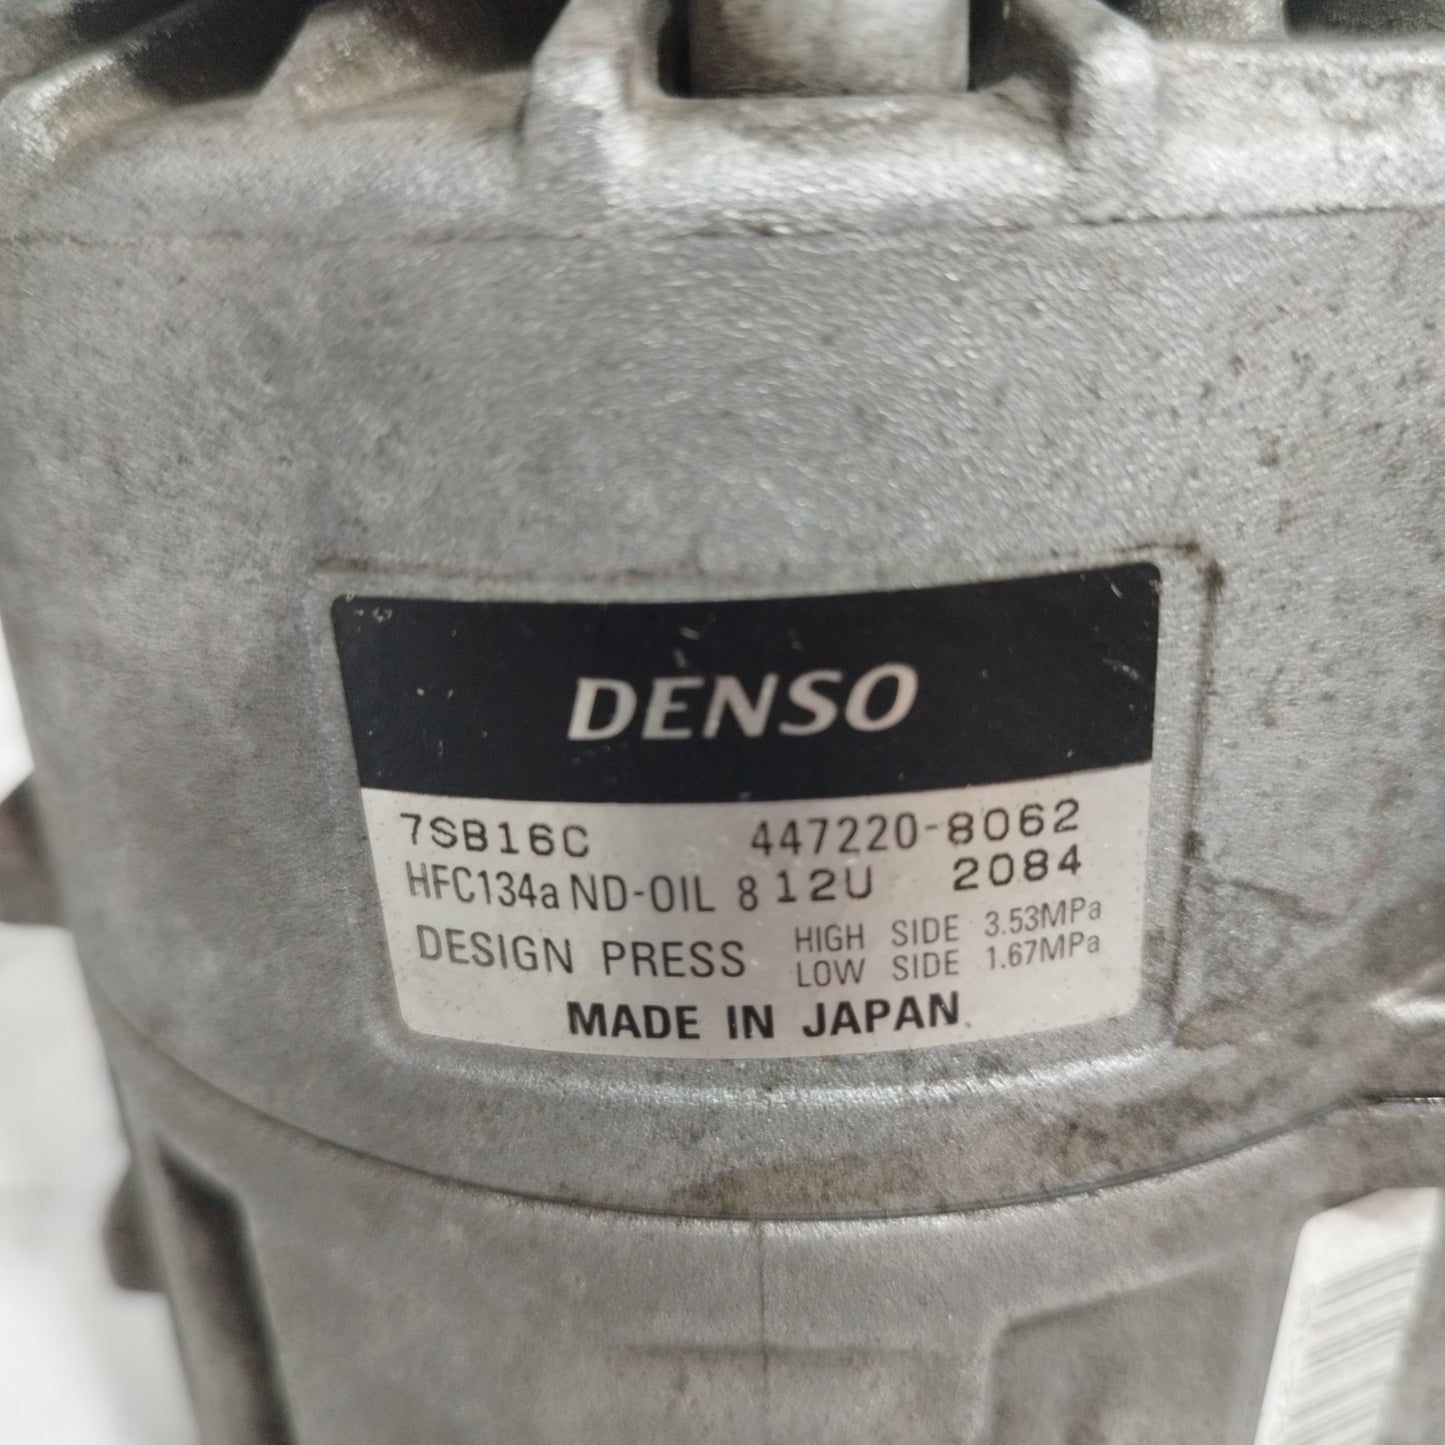 DENSO
7SB16C 447220-8062
HFC134a ND-OIL 8 12U 2084
DESIGN PRESS HIGH SIDE 3.53MPa
LOW SIDE 1.67MPa
MADE IN JAPAN